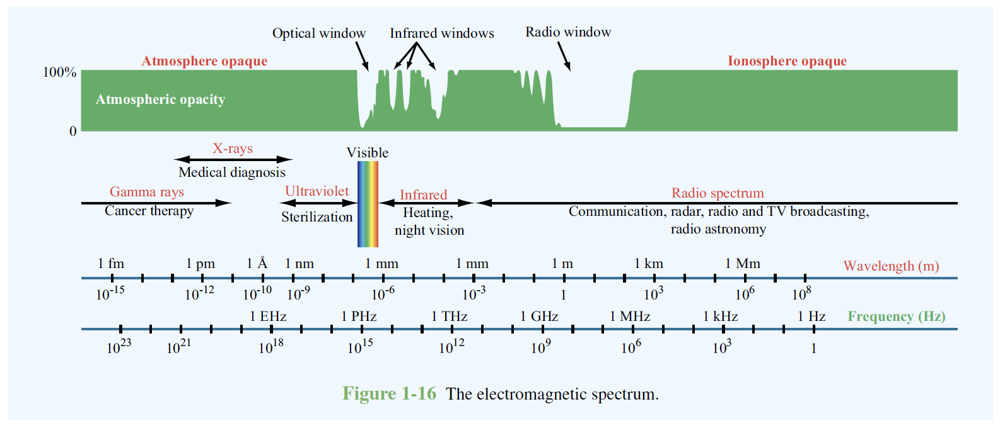 Optical window Infrared windows Radio window
Atmosphere opaque Ionosphere opaque
100%
Atmospheric opacity
0
X-rays Visible
Medical diagnosis
Gamma rays Ultraviolet Infrared Radio spectrum
Cancer therapy Sterilization Heating, Communication, radar, radio and TV broadcasting,
night vision radio astronomy
1 fm 1 pm 1 Å 1 nm 1 mm 1 mm 1 m 1 km 1 Mm Wavelength (m)
10⁻¹⁵ 10⁻¹² 10⁻¹⁰ 10⁻⁹ 10⁻⁶ 10⁻³ 1 10³ 10⁶ 10⁸
1 EHz 1 PHz 1 THz 1 GHz 1 MHz 1 kHz 1 Hz Frequency (Hz)
10²³ 10²¹ 10¹⁸ 10¹⁵ 10¹² 10⁹ 10⁶ 10³ 1
Figure 1-16 The electromagnetic spectrum.